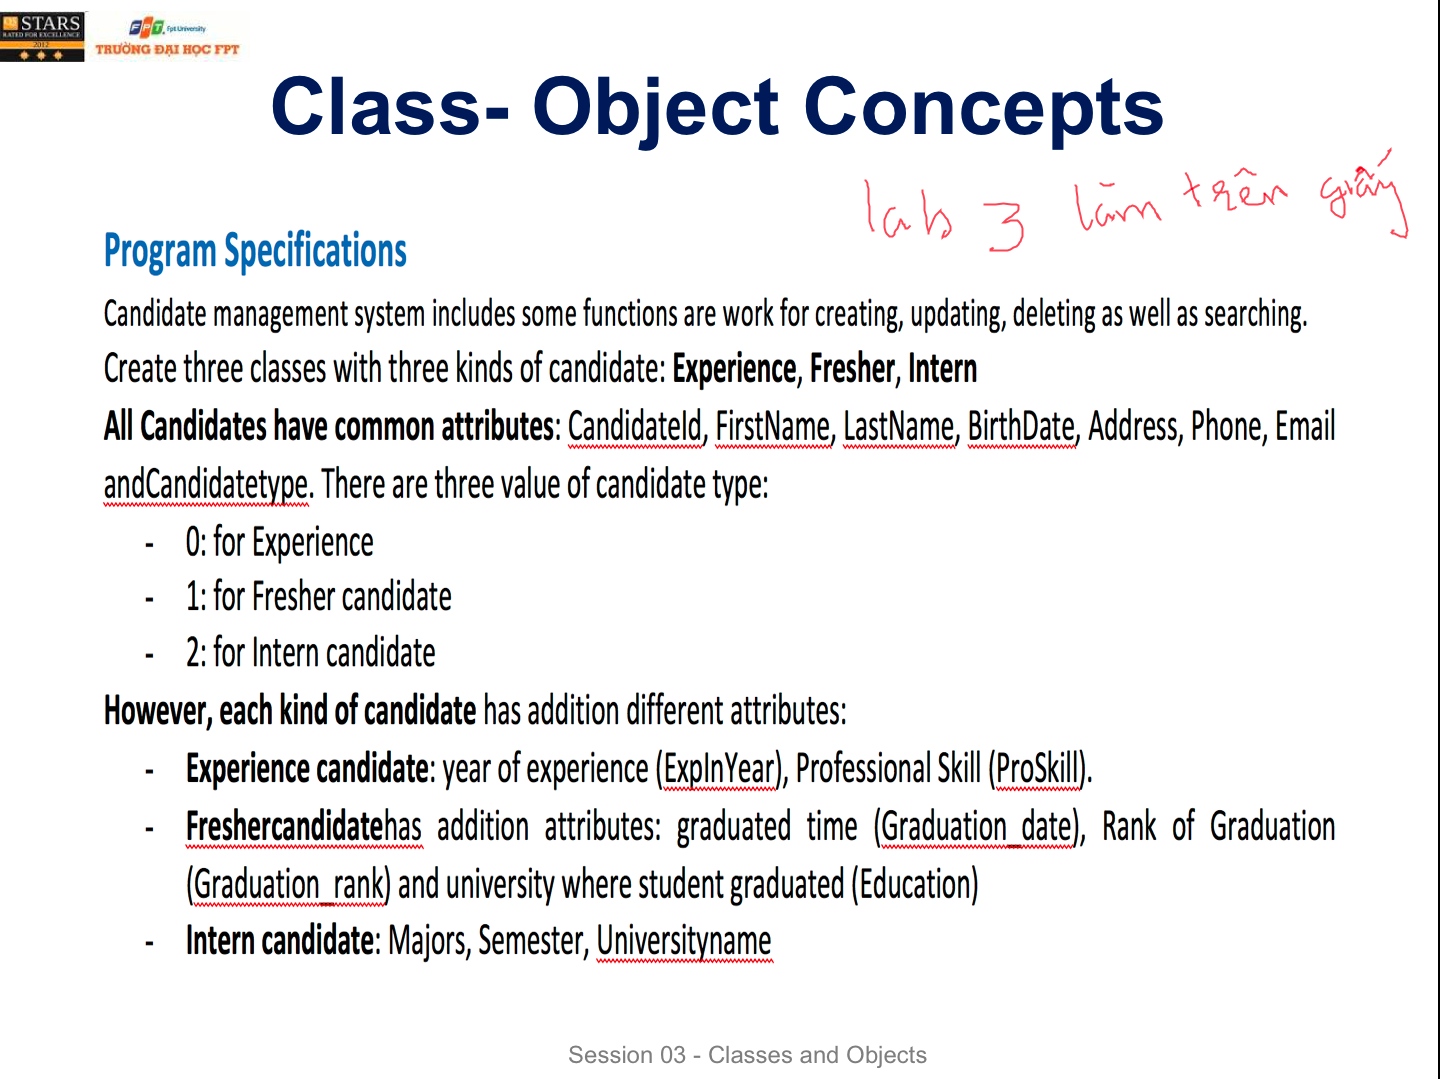 STARS
RATED FOR EXCELLENCE
2012
FPT. Fpt University
TRƯỜNG ĐẠI HỌC FPT
Class- Object Concepts
lab 3 làm trên giấy
Program Specifications
Candidate management system includes some functions are work for creating, updating, deleting as well as searching.
Create three classes with three kinds of candidate: Experience, Fresher, Intern
All Candidates have common attributes: CandidateId, FirstName, LastName, BirthDate, Address, Phone, Email
andCandidatetype. There are three value of candidate type:
- 0: for Experience
- 1: for Fresher candidate
- 2: for Intern candidate
However, each kind of candidate has addition different attributes:
- Experience candidate: year of experience (ExpInYear), Professional Skill (ProSkill).
- Freshercandidatehas addition attributes: graduated time (Graduation_date), Rank of Graduation
(Graduation_rank) and university where student graduated (Education)
- Intern candidate: Majors, Semester, Universityname
Session 03 - Classes and Objects